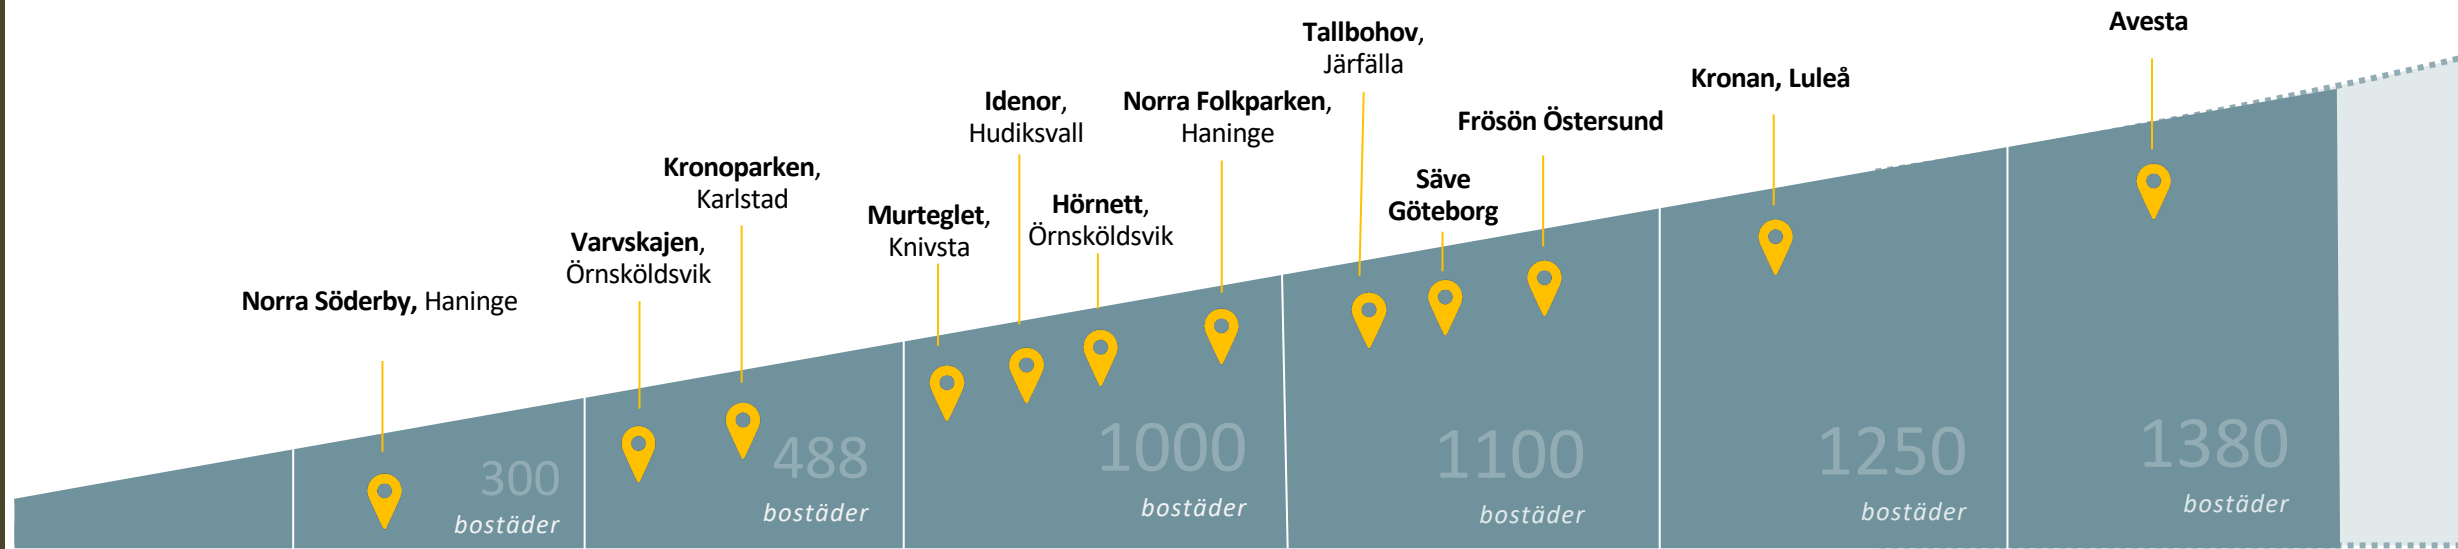 Norra Söderby, Haninge
300
bostäder
Varvskajen,
Örnsköldsvik
Kronoparken,
Karlstad
488
bostäder
Murteglet,
Knivsta
Idenor,
Hudiksvall
Hörnett,
Örnsköldsvik
Norra Folkparken,
Haninge
1000
bostäder
Tallbohov,
Järfälla
Säve
Göteborg
Frösön Östersund
1100
bostäder
Kronan, Luleå
1250
bostäder
Avesta
1380
bostäder